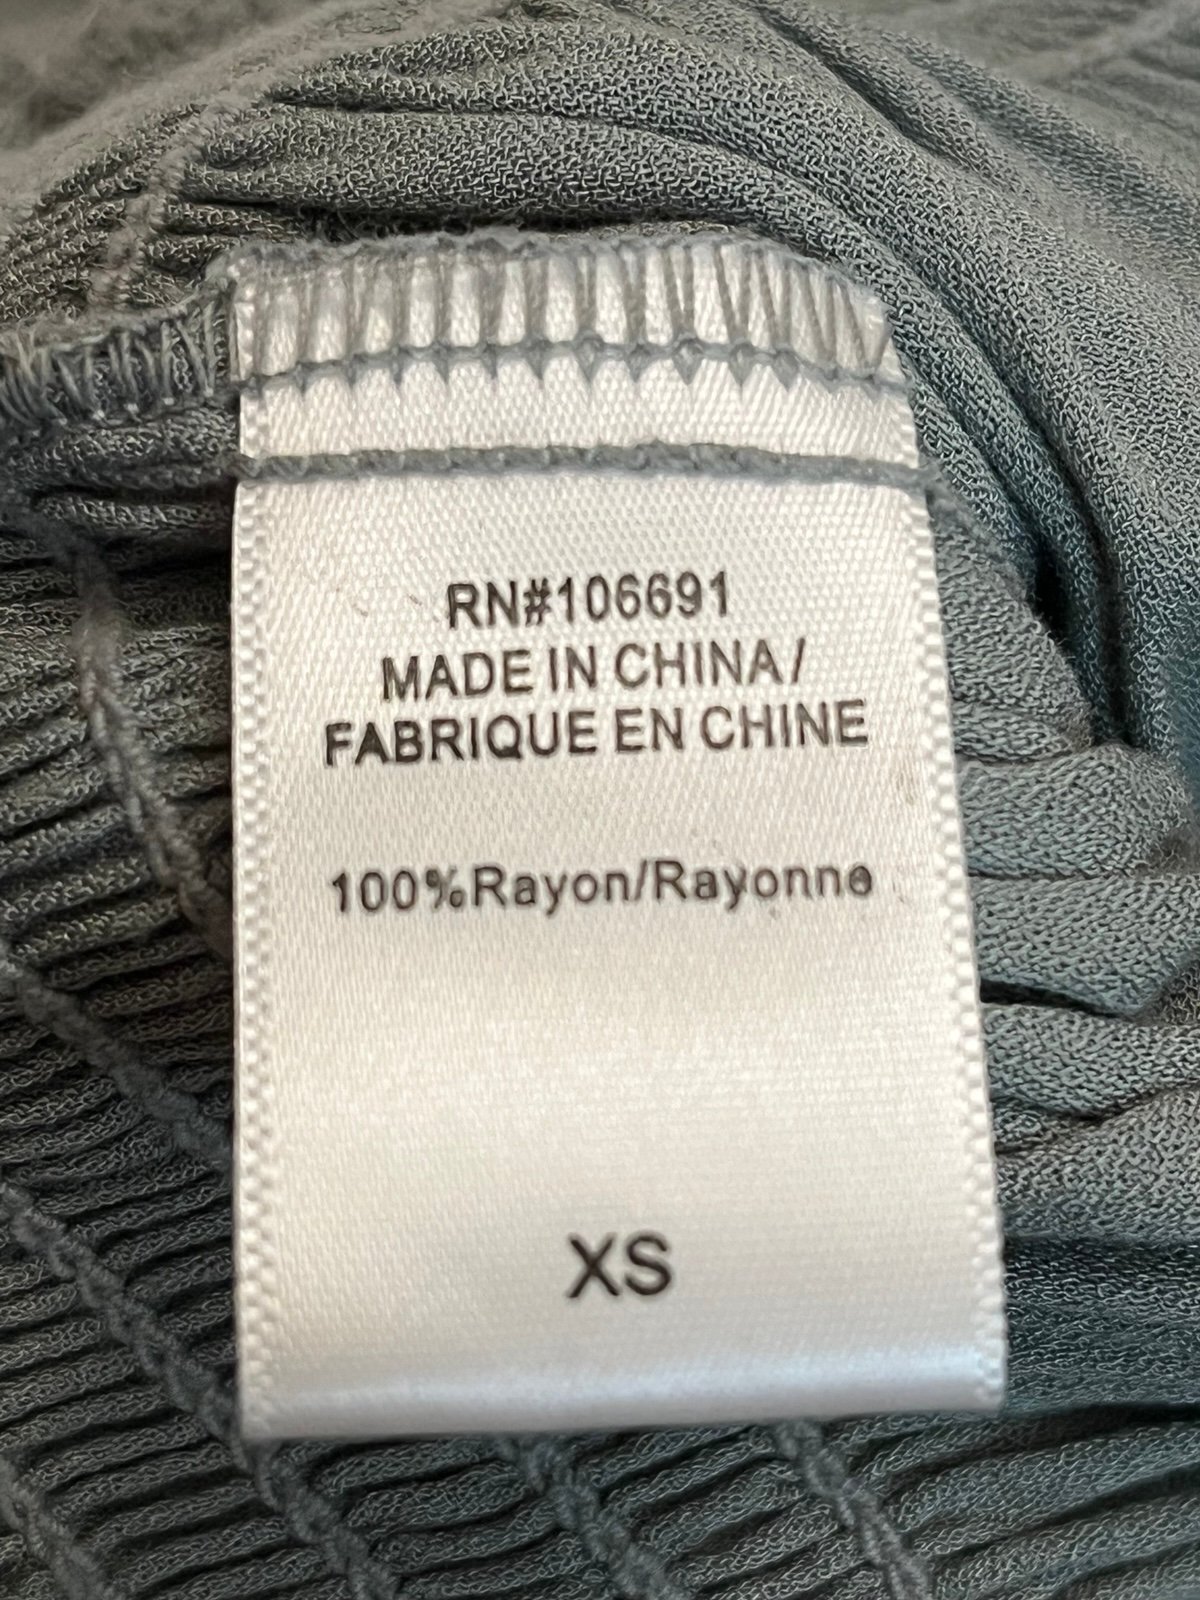 RN#106691
MADE IN CHINA/
FABRIQUE EN CHINE
100%Rayon/Rayonne
XS